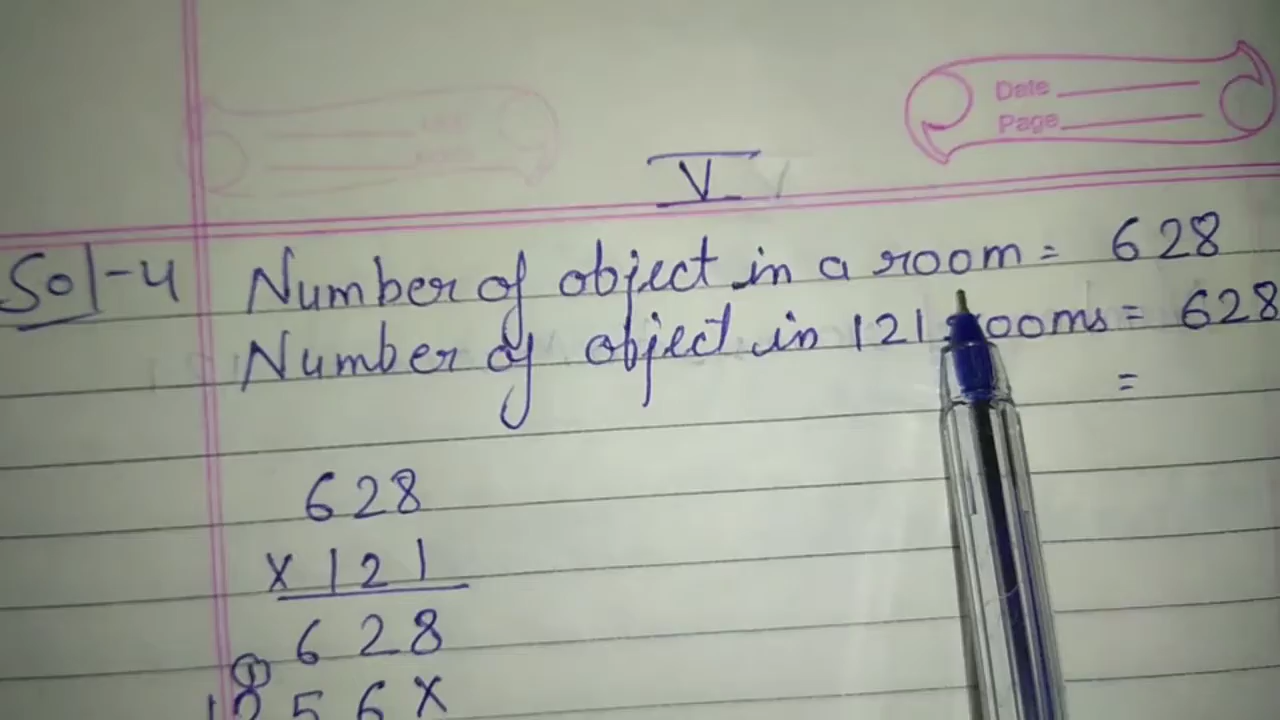 Date
Page
V
Sol-4 Number of object in a room = 628
Number of object in 121 rooms = 628
=
628
x 121
628
1256x